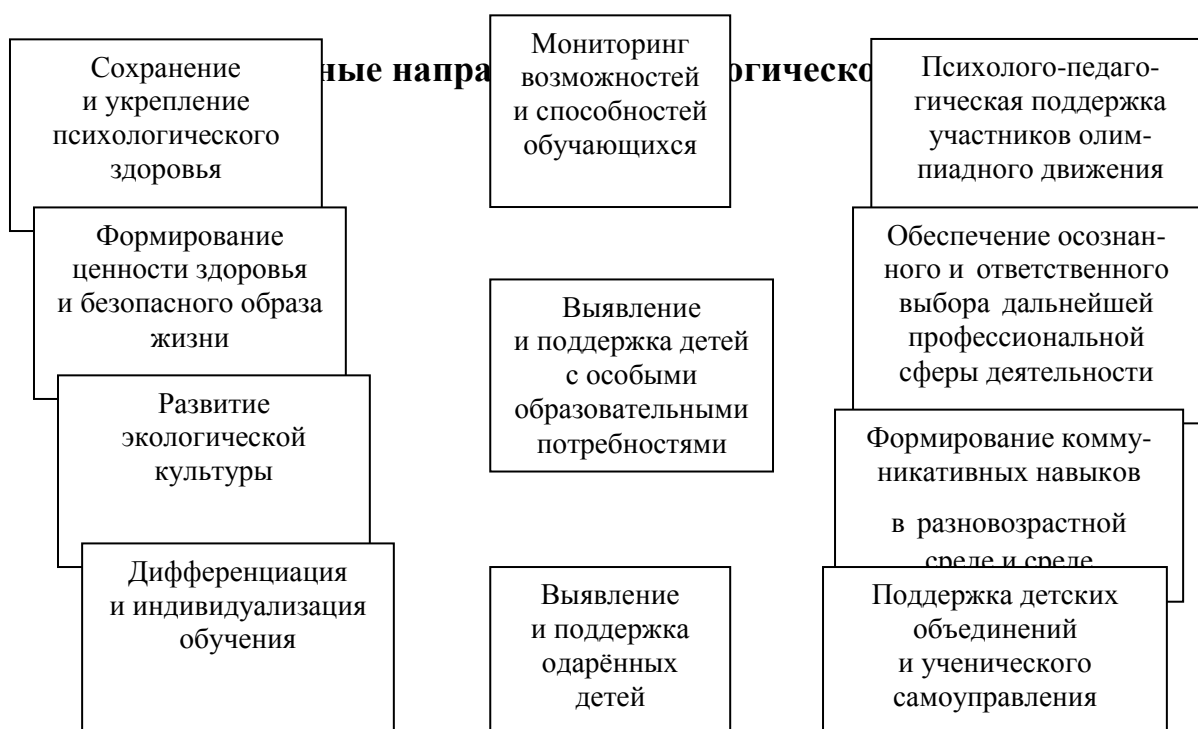 ные напра
огическо
Сохранение
и укрепление
психологического
здоровья
Формирование
ценности здоровья
и безопасного образа
жизни
Развитие
экологической
культуры
Дифференциация
и индивидуализация
обучения
Мониторинг
возможностей
и способностей
обучающихся
Выявление
и поддержка детей
с особыми
образовательными
потребностями
Выявление
и поддержка
одарённых
детей
Психолого-педаго-
гическая поддержка
участников олим-
пиадного движения
Обеспечение осознан-
ного и ответственного
выбора дальнейшей
профессиональной
сферы деятельности
Формирование комму-
никативных навыков
в разновозрастной
среде и среде
Поддержка детских
объединений
и ученического
самоуправления